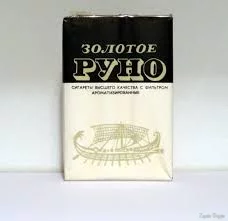 ЗОЛОТОЕ
РУНО
СИГАРЕТЫ ВЫСШЕГО КАЧЕСТВА С ФИЛЬТРОМ
АРОМАТИЗИРОВАННЫЕ